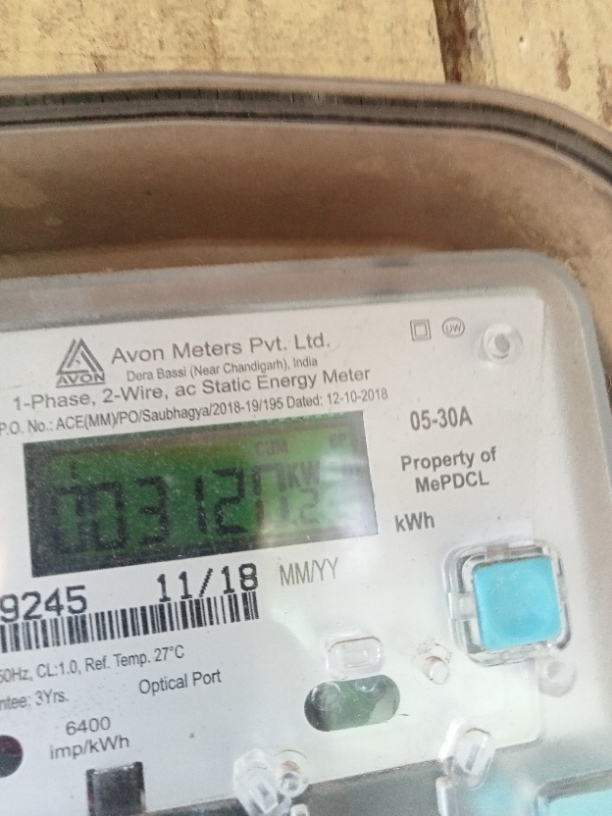 AVON
Avon Meters Pvt. Ltd.
Dera Bassi (Near Chandigarh), India
1-Phase, 2-Wire, ac Static Energy Meter
P.O. No.: ACE(MM)/PO/Saubhagya/2018-19/195 Dated: 12-10-2018
UW
05-30A
Property of
MePDCL
CUM
KW
kWh
9245 11/18 MM/YY
50Hz, CL:1.0, Ref. Temp. 27°C
ntee: 3Yrs. Optical Port
6400
imp/kWh